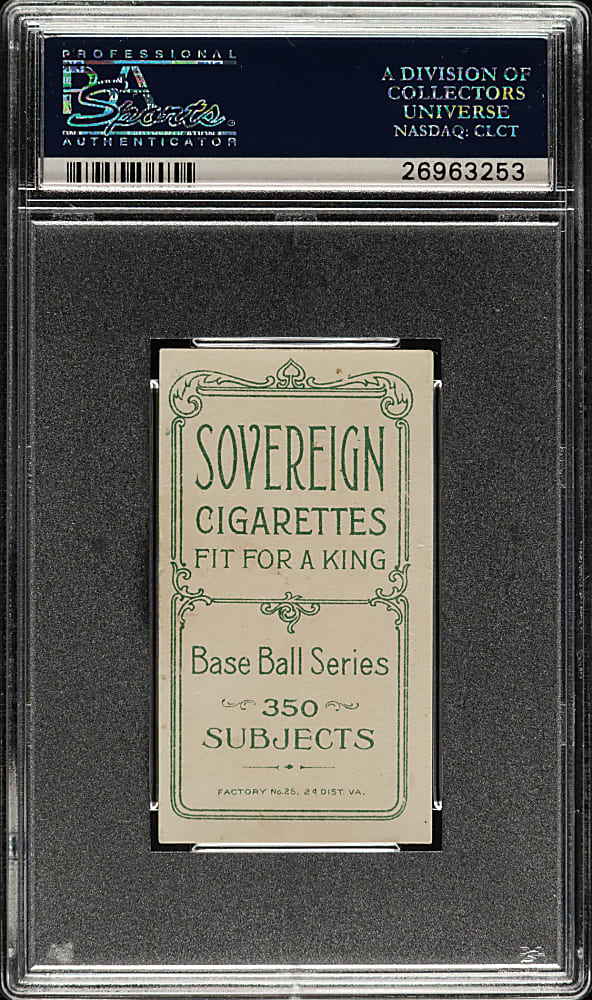 PROFESSIONAL
PSA
Sports
AUTHENTICATOR
A DIVISION OF
COLLECTORS
UNIVERSE
NASDAQ: CLCT
26963253
SOVEREIGN
CIGARETTES
FIT FOR A KING
Base Ball Series
350
SUBJECTS
FACTORY No.25, 2d DIST. VA.